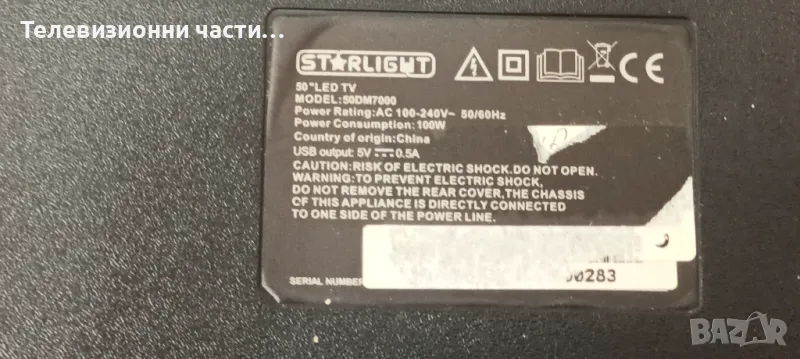 Телевизионни части...
STARLIGHT
50"LED TV
MODEL:50DM7000
Power Rating:AC 100-240V~ 50/60Hz
Power Consumption:100W
Country of origin:China
USB output: 5V⎓0.5A
CAUTION:RISK OF ELECTRIC SHOCK.DO NOT OPEN.
WARNING:TO PREVENT ELECTRIC SHOCK,
DO NOT REMOVE THE REAR COVER,THE CHASSIS
OF THIS APPLIANCE IS DIRECTLY CONNECTED
TO ONE SIDE OF THE POWER LINE.
SERIAL NUMBER
00283
BAZAR